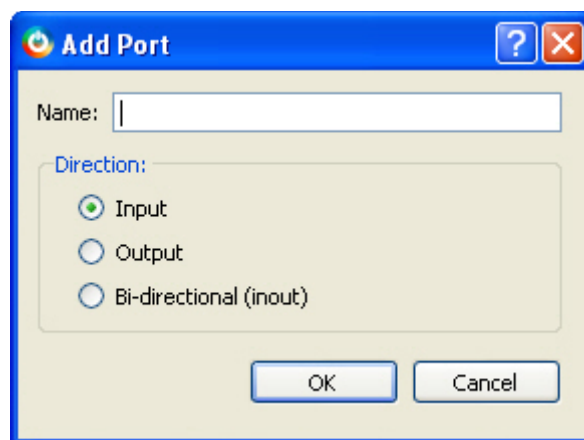 Add Port
?
Name:
Direction:
Input
Output
Bi-directional (inout)
OK Cancel